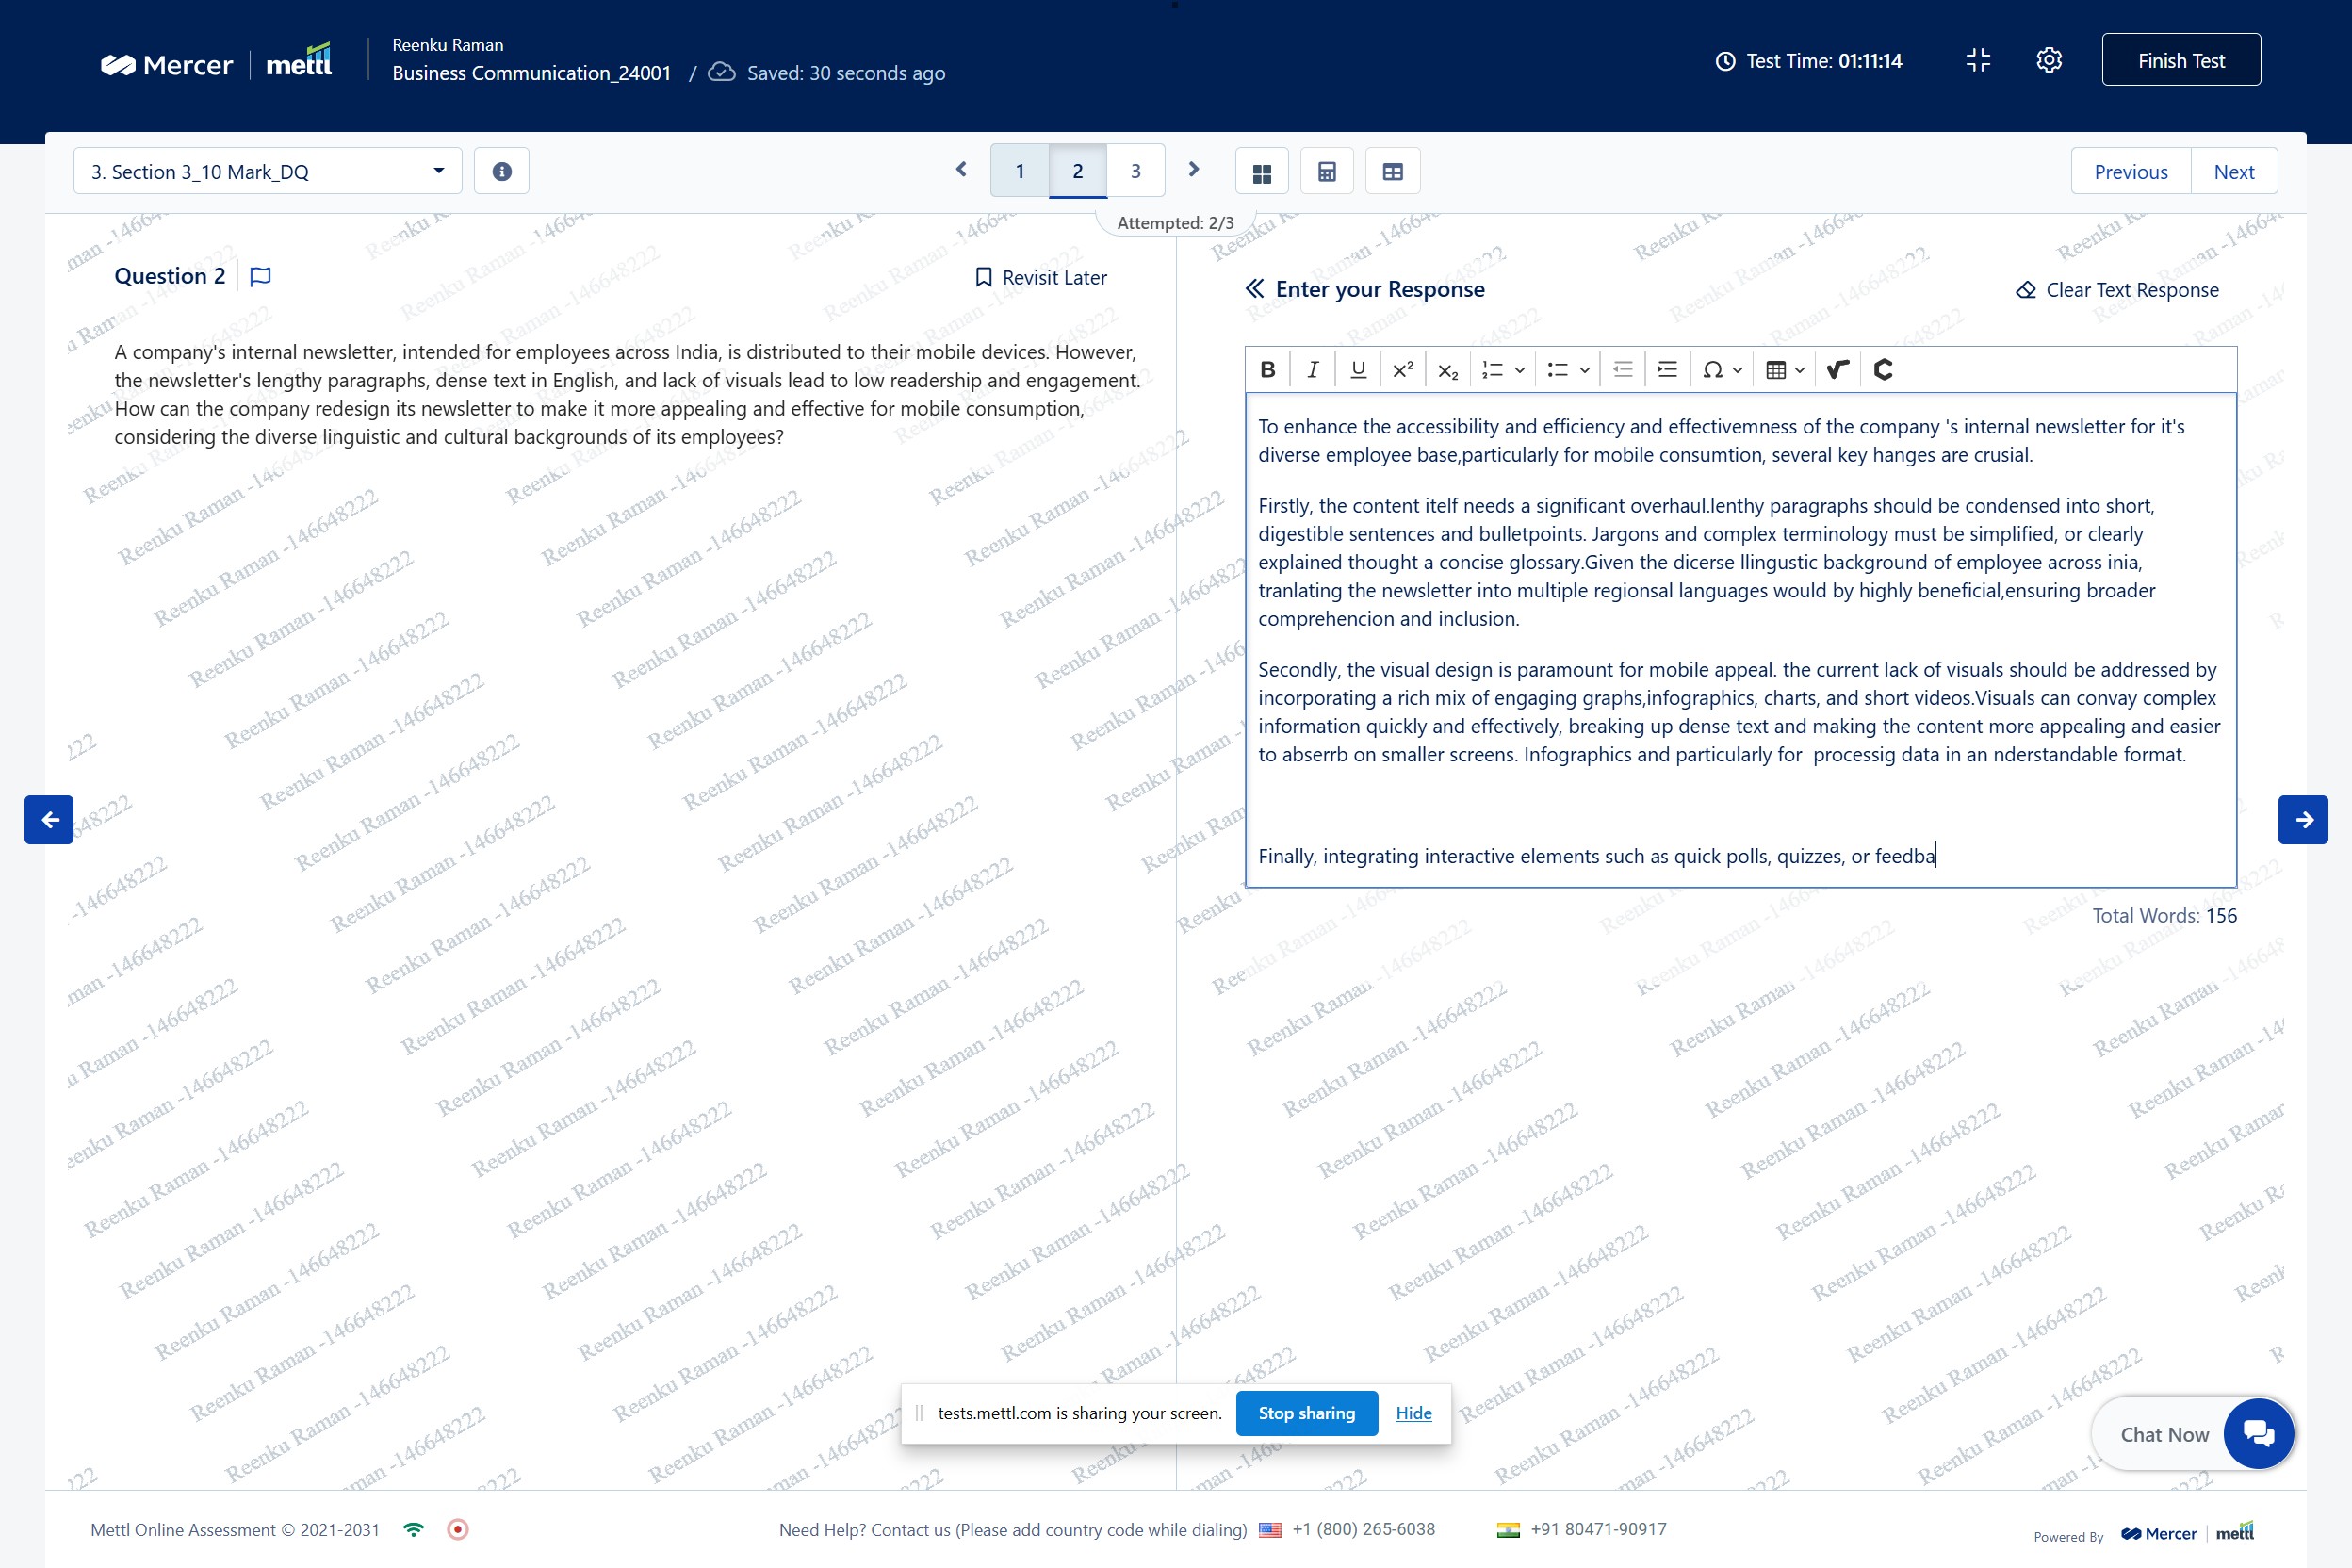 Mercer mettl
Reenku Raman
Business Communication_24001 / Saved: 30 seconds ago
Test Time: 01:11:14
Finish Test
3. Section 3_10 Mark_DQ
1 2 3
Previous Next
Attempted: 2/3
Question 2
Revisit Later
A company's internal newsletter, intended for employees across India, is distributed to their mobile devices. However,
the newsletter's lengthy paragraphs, dense text in English, and lack of visuals lead to low readership and engagement.
How can the company redesign its newsletter to make it more appealing and effective for mobile consumption,
considering the diverse linguistic and cultural backgrounds of its employees?
Enter your Response
Clear Text Response
To enhance the accessibility and efficiency and effectivemness of the company 's internal newsletter for it's
diverse employee base,particularly for mobile consumtion, several key hanges are crusial.
Firstly, the content itelf needs a significant overhaul.lenthy paragraphs should be condensed into short,
digestible sentences and bulletpoints. Jargons and complex terminology must be simplified, or clearly
explained thought a concise glossary.Given the dicerse llingustic background of employee across inia,
tranlating the newsletter into multiple regionsal languages would by highly beneficial,ensuring broader
comprehencion and inclusion.
Secondly, the visual design is paramount for mobile appeal. the current lack of visuals should be addressed by
incorporating a rich mix of engaging graphs,infographics, charts, and short videos.Visuals can convay complex
information quickly and effectively, breaking up dense text and making the content more appealing and easier
to abserrb on smaller screens. Infographics and particularly for  processig data in an nderstandable format.
Finally, integrating interactive elements such as quick polls, quizzes, or feedba
Total Words: 156
Reenku Raman -146648222
tests.mettl.com is sharing your screen. Stop sharing Hide
Chat Now
Mettl Online Assessment © 2021-2031
Need Help? Contact us (Please add country code while dialing) +1 (800) 265-6038 +91 80471-90917
Powered By Mercer mettl